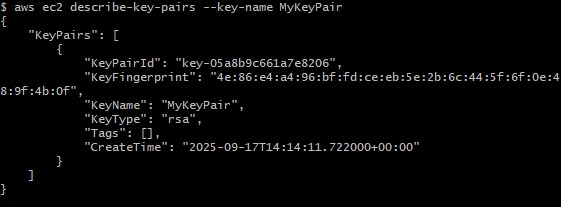 $ aws ec2 describe-key-pairs --key-name MyKeyPair
{
    "KeyPairs": [
        {
            "KeyPairId": "key-05a8b9c661a7e8206",
            "KeyFingerprint": "4e:86:e4:a4:96:bf:fd:ce:eb:5e:2b:6c:44:5f:6f:0e:4
8:9f:4b:0f",
            "KeyName": "MyKeyPair",
            "KeyType": "rsa",
            "Tags": [],
            "CreateTime": "2025-09-17T14:14:11.722000+00:00"
        }
    ]
}